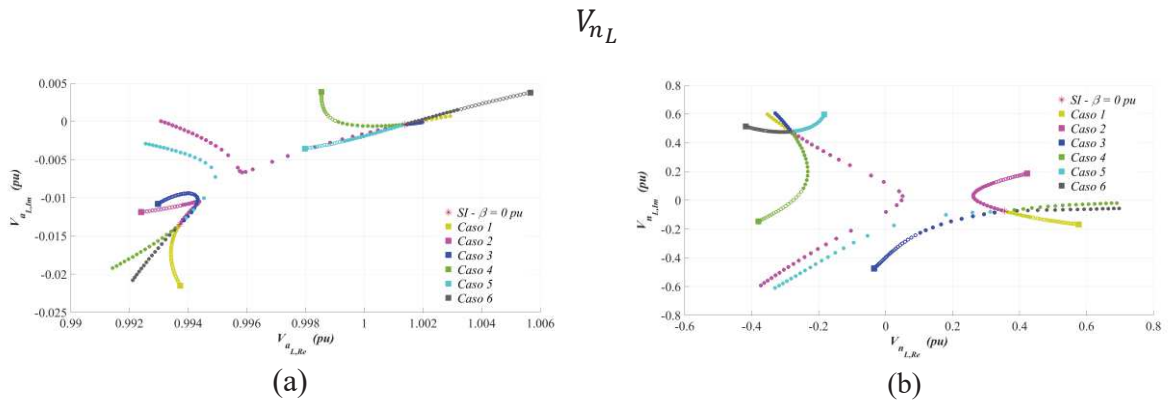 V_{n_L}
0.005
0
-0.005
-0.01
-0.015
-0.02
-0.025
0.99 0.992 0.994 0.996 0.998 1 1.002 1.004 1.006
V_{a_{L,Im}} (pu)
V_{a_{L,Re}} (pu)
SI - β = 0 pu
Caso 1
Caso 2
Caso 3
Caso 4
Caso 5
Caso 6
(a)
0.8
0.6
0.4
0.2
0
-0.2
-0.4
-0.6
-0.8
-0.6 -0.4 -0.2 0 0.2 0.4 0.6 0.8
V_{n_{L,Im}} (pu)
V_{n_{L,Re}} (pu)
SI - β = 0 pu
Caso 1
Caso 2
Caso 3
Caso 4
Caso 5
Caso 6
(b)